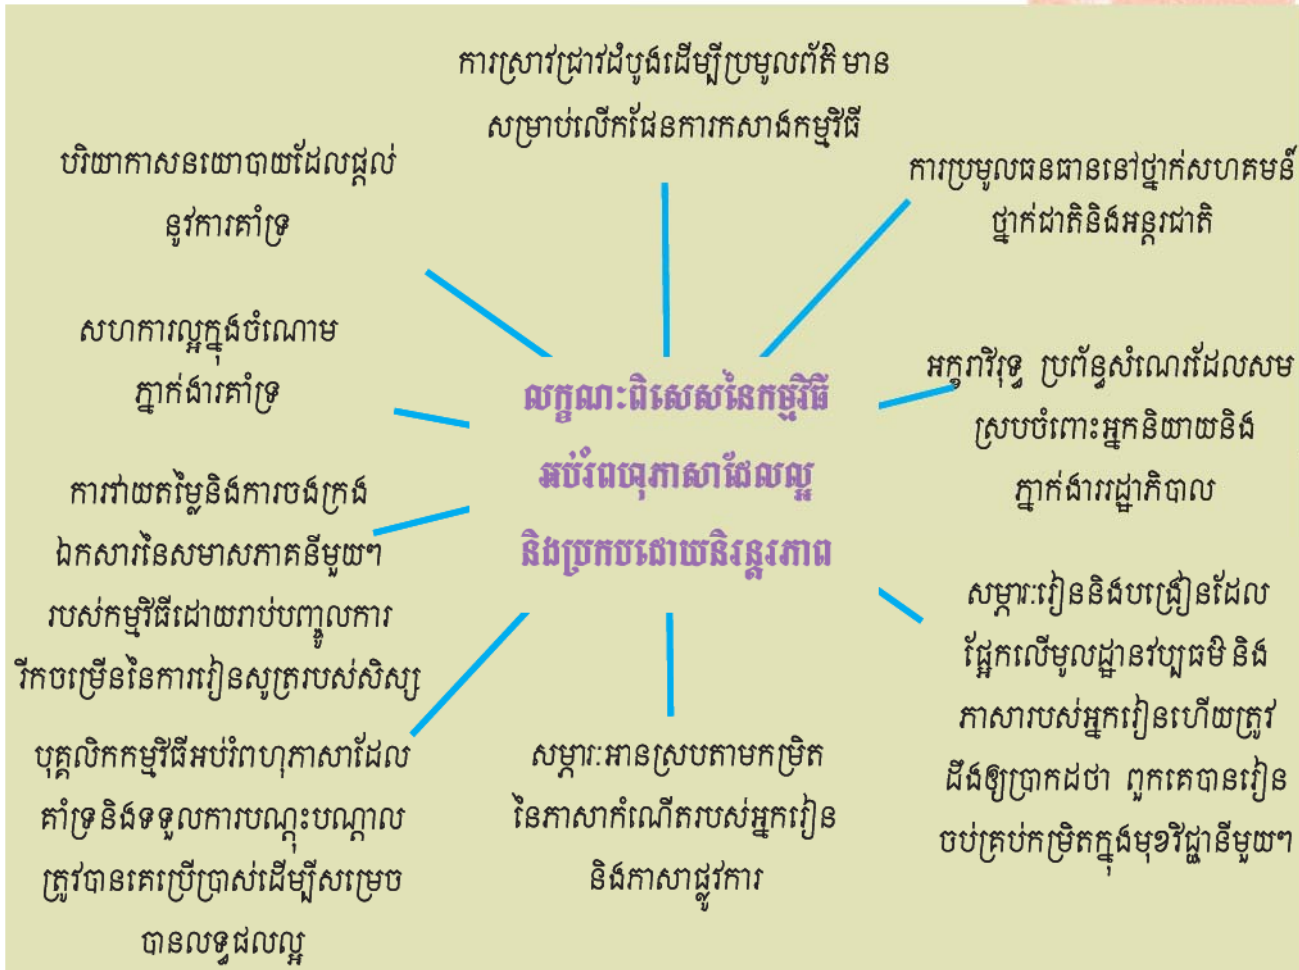 ការស្រាវជ្រាវដំបូងដើម្បីប្រមូលព័ត៌មាន
សម្រាប់លើកផែនការកសាងកម្មវិធី
បរិយាកាសនយោបាយដែលផ្តល់
នូវការគាំទ្រ
ការប្រមូលធនធាននៅថ្នាក់សហគមន៍
ថ្នាក់ជាតិនិងអន្តរជាតិ
សហការល្អក្នុងចំណោម
ភ្នាក់ងារគាំទ្រ
អក្ខរាវិរុទ្ធ ប្រព័ន្ធសំណេរដែលសម
ស្របចំពោះអ្នកនិយាយនិង
ភ្នាក់ងាររដ្ឋាភិបាល
លក្ខណៈពិសេសនៃកម្មវិធី
អប់រំពហុភាសាដែលល្អ
និងប្រកបដោយនិរន្តរភាព
ការវាយតម្លៃនិងការចងក្រង
ឯកសារនៃសមាសភាគនីមួយៗ
របស់កម្មវិធីដោយរាប់បញ្ចូលការ
រីកចម្រើននៃការរៀនសូត្ររបស់សិស្ស
សម្ភារៈរៀននិងបង្រៀនដែល
ផ្អែកលើមូលដ្ឋានវប្បធម៌ និង
ភាសារបស់អ្នករៀនហើយត្រូវ
ដឹងឲ្យប្រាកដថា ពួកគេបានរៀន
ចប់គ្រប់កម្រិតក្នុងមុខវិជ្ជានីមួយៗ
បុគ្គលិកកម្មវិធីអប់រំពហុភាសាដែល
គាំទ្រនិងទទួលការបណ្តុះបណ្តាល
ត្រូវបានគេប្រើប្រាស់ដើម្បីសម្រេច
បានលទ្ធផលល្អ
សម្ភារៈអានស្របតាមកម្រិត
នៃភាសាកំណើតរបស់អ្នករៀន
និងភាសាផ្លូវការ